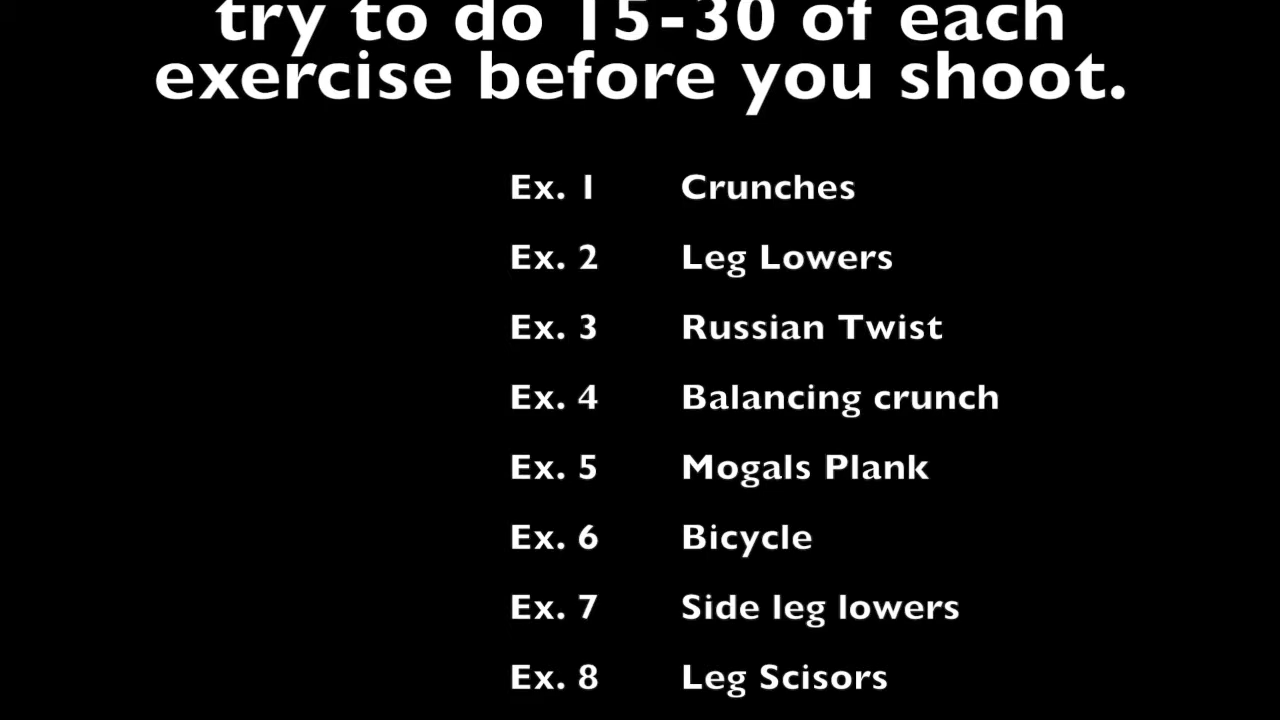 try to do 15-30 of each
exercise before you shoot.
Ex. 1 Crunches
Ex. 2 Leg Lowers
Ex. 3 Russian Twist
Ex. 4 Balancing crunch
Ex. 5 Mogals Plank
Ex. 6 Bicycle
Ex. 7 Side leg lowers
Ex. 8 Leg Scisors